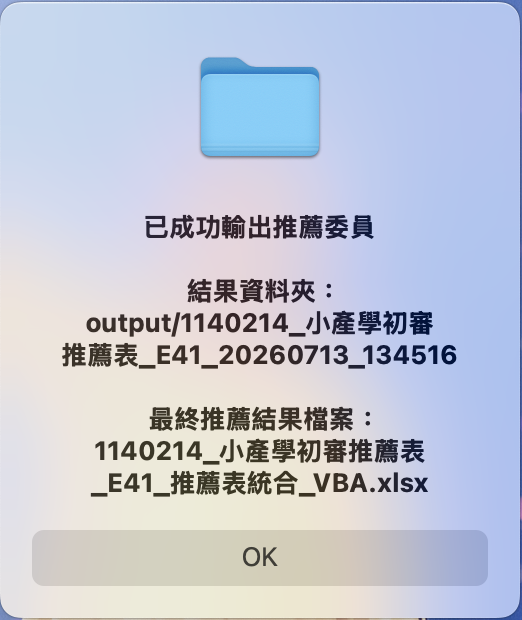 已成功輸出推薦委員
結果資料夾：
output/1140214_小產學初審
推薦表_E41_20260713_134516
最終推薦結果檔案：
1140214_小產學初審推薦表
_E41_推薦表統合_VBA.xlsx
OK